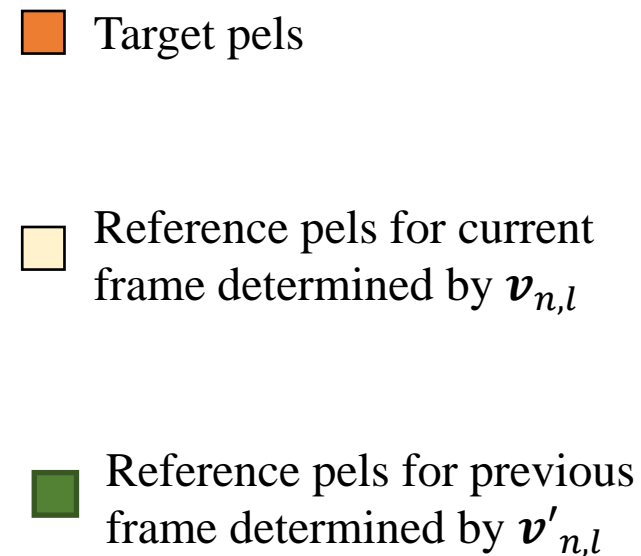 Target pels
Reference pels for current
frame determined by 𝒗ₙ,ₗ
Reference pels for previous
frame determined by 𝒗′ₙ,ₗ